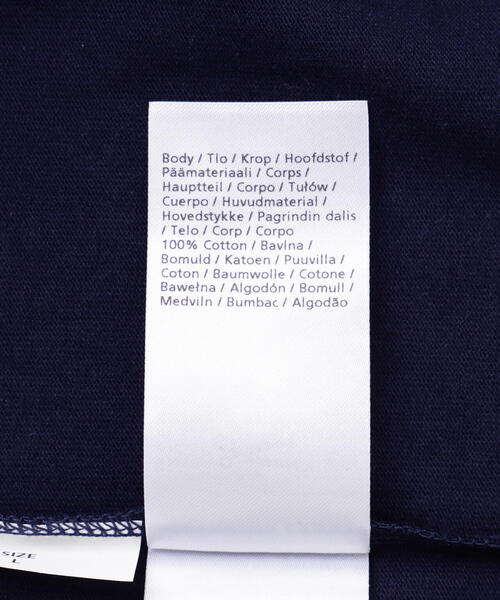 Body / Tlo / Krop / Hoofdstof /
Päämateriaali / Corps /
Hauptteil / Corpo / Tułów /
Cuerpo / Huvudmaterial /
Hovedstykke / Pagrindin dalis
/ Telo / Corp / Corpo
100% Cotton / Bavlna /
Bomuld / Katoen / Puuvilla /
Coton / Baumwolle / Cotone /
Bawełna / Algodón / Bomull /
Medviln / Bumbac / Algodão
SIZE
L